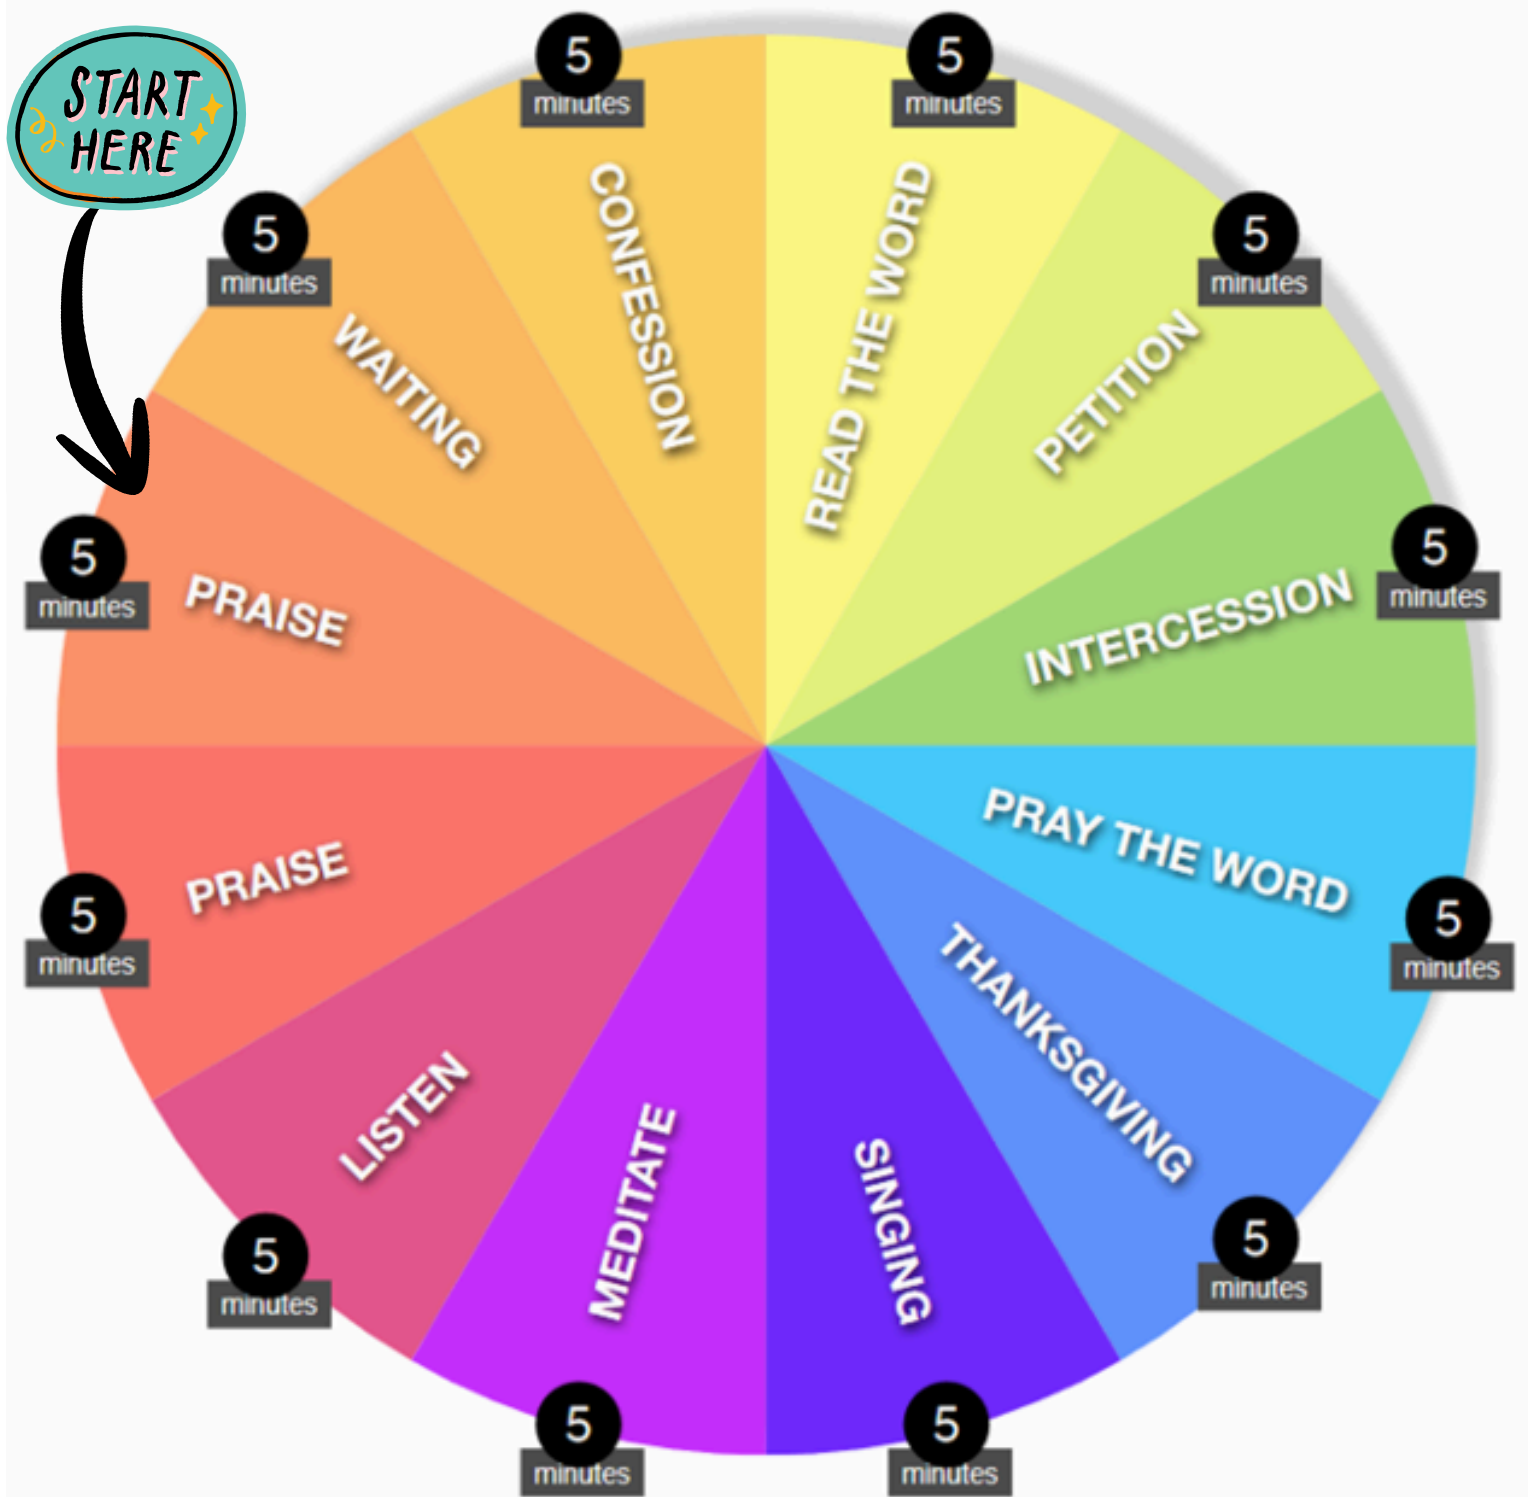 START
HERE
5
minutes
PRAISE
5
minutes
WAITING
5
minutes
CONFESSION
5
minutes
READ THE WORD
5
minutes
PETITION
5
minutes
INTERCESSION
5
minutes
PRAY THE WORD
5
minutes
THANKSGIVING
5
minutes
SINGING
5
minutes
MEDITATE
5
minutes
LISTEN
5
minutes
PRAISE